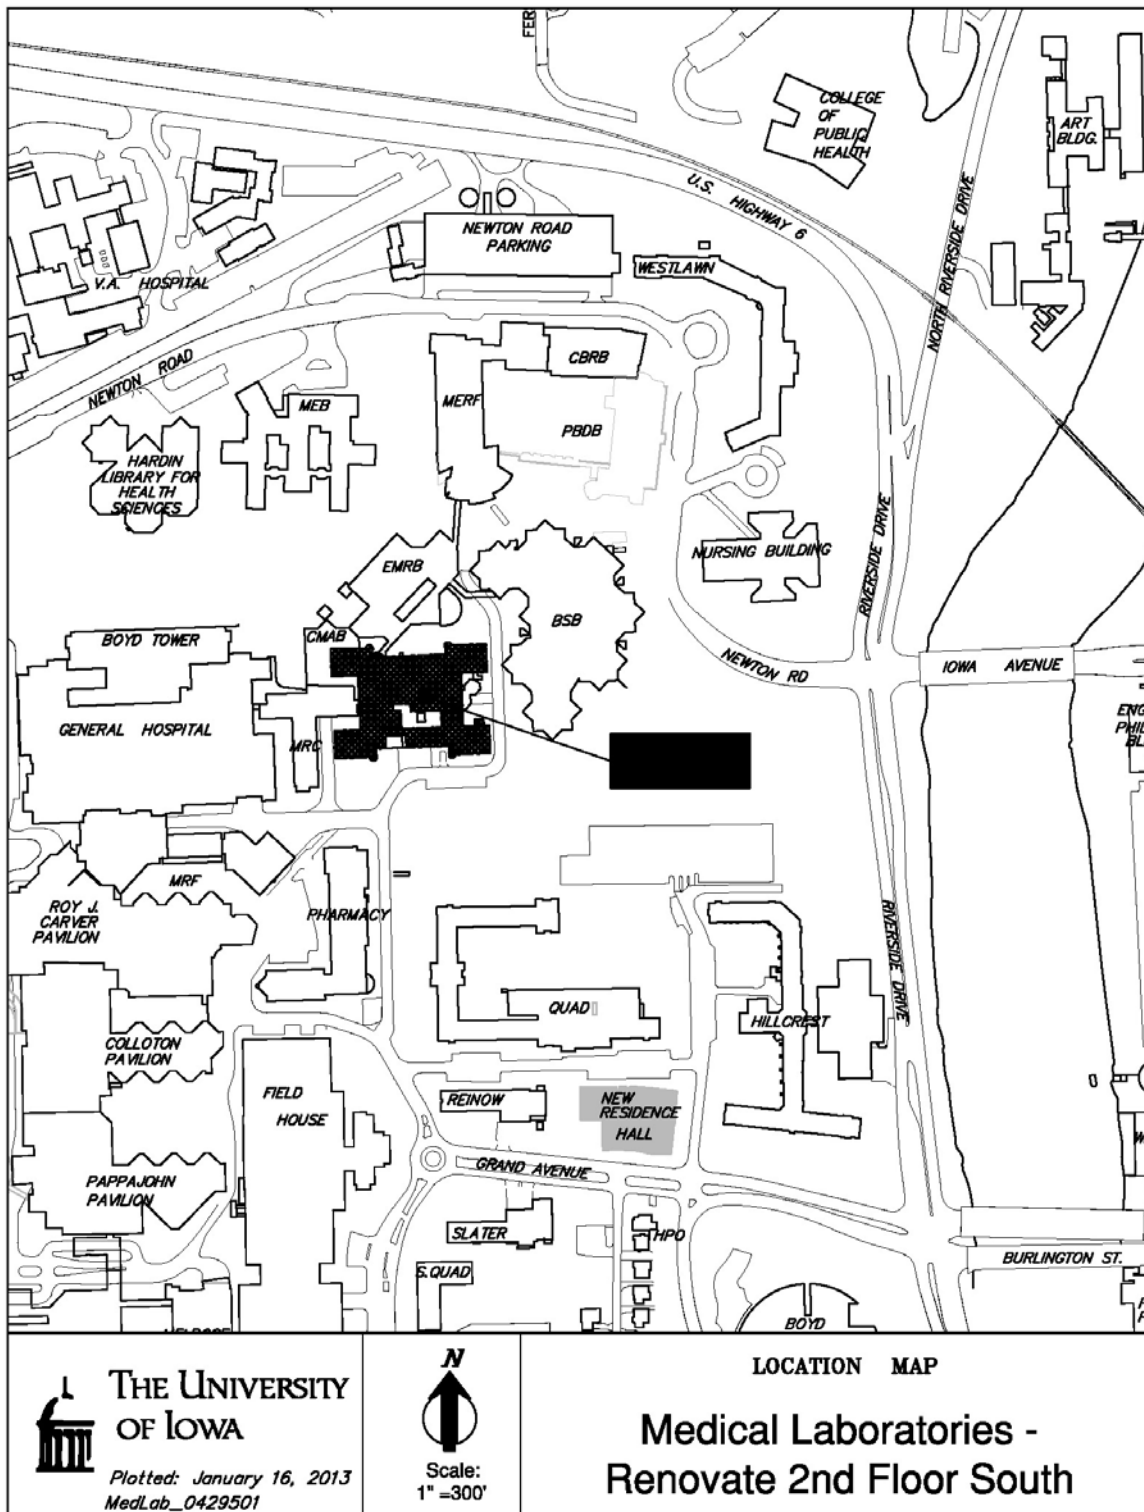 FER
COLLEGE
OF
PUBLIC
HEALTH
ART
BLDG.
U.S. HIGHWAY 6
NORTH RIVERSIDE DRIVE
NEWTON ROAD
PARKING
WESTLAWN
V.A. HOSPITAL
NEWTON ROAD
CBRB
MERF
MEB
PBDB
HARDIN
LIBRARY FOR
HEALTH
SCIENCES
RIVERSIDE DRIVE
NURSING BUILDING
EMRB
BSB
CMAB
BOYD TOWER
NEWTON RD
IOWA AVENUE
GENERAL HOSPITAL
MRC
ENG
PHIL
BL
MRF
ROY J.
CARVER
PAVILION
PHARMACY
RIVERSIDE DRIVE
QUAD
HILLCREST
COLLOTON
PAVILION
FIELD
HOUSE
REINOW
NEW
RESIDENCE
HALL
GRAND AVENUE
PAPPAJOHN
PAVILION
SLATER
HPO
S.QUAD
BURLINGTON ST.
BOYD
THE UNIVERSITY
OF IOWA
Plotted: January 16, 2013
MedLab_0429501
N
Scale:
1" =300'
LOCATION MAP
Medical Laboratories -
Renovate 2nd Floor South